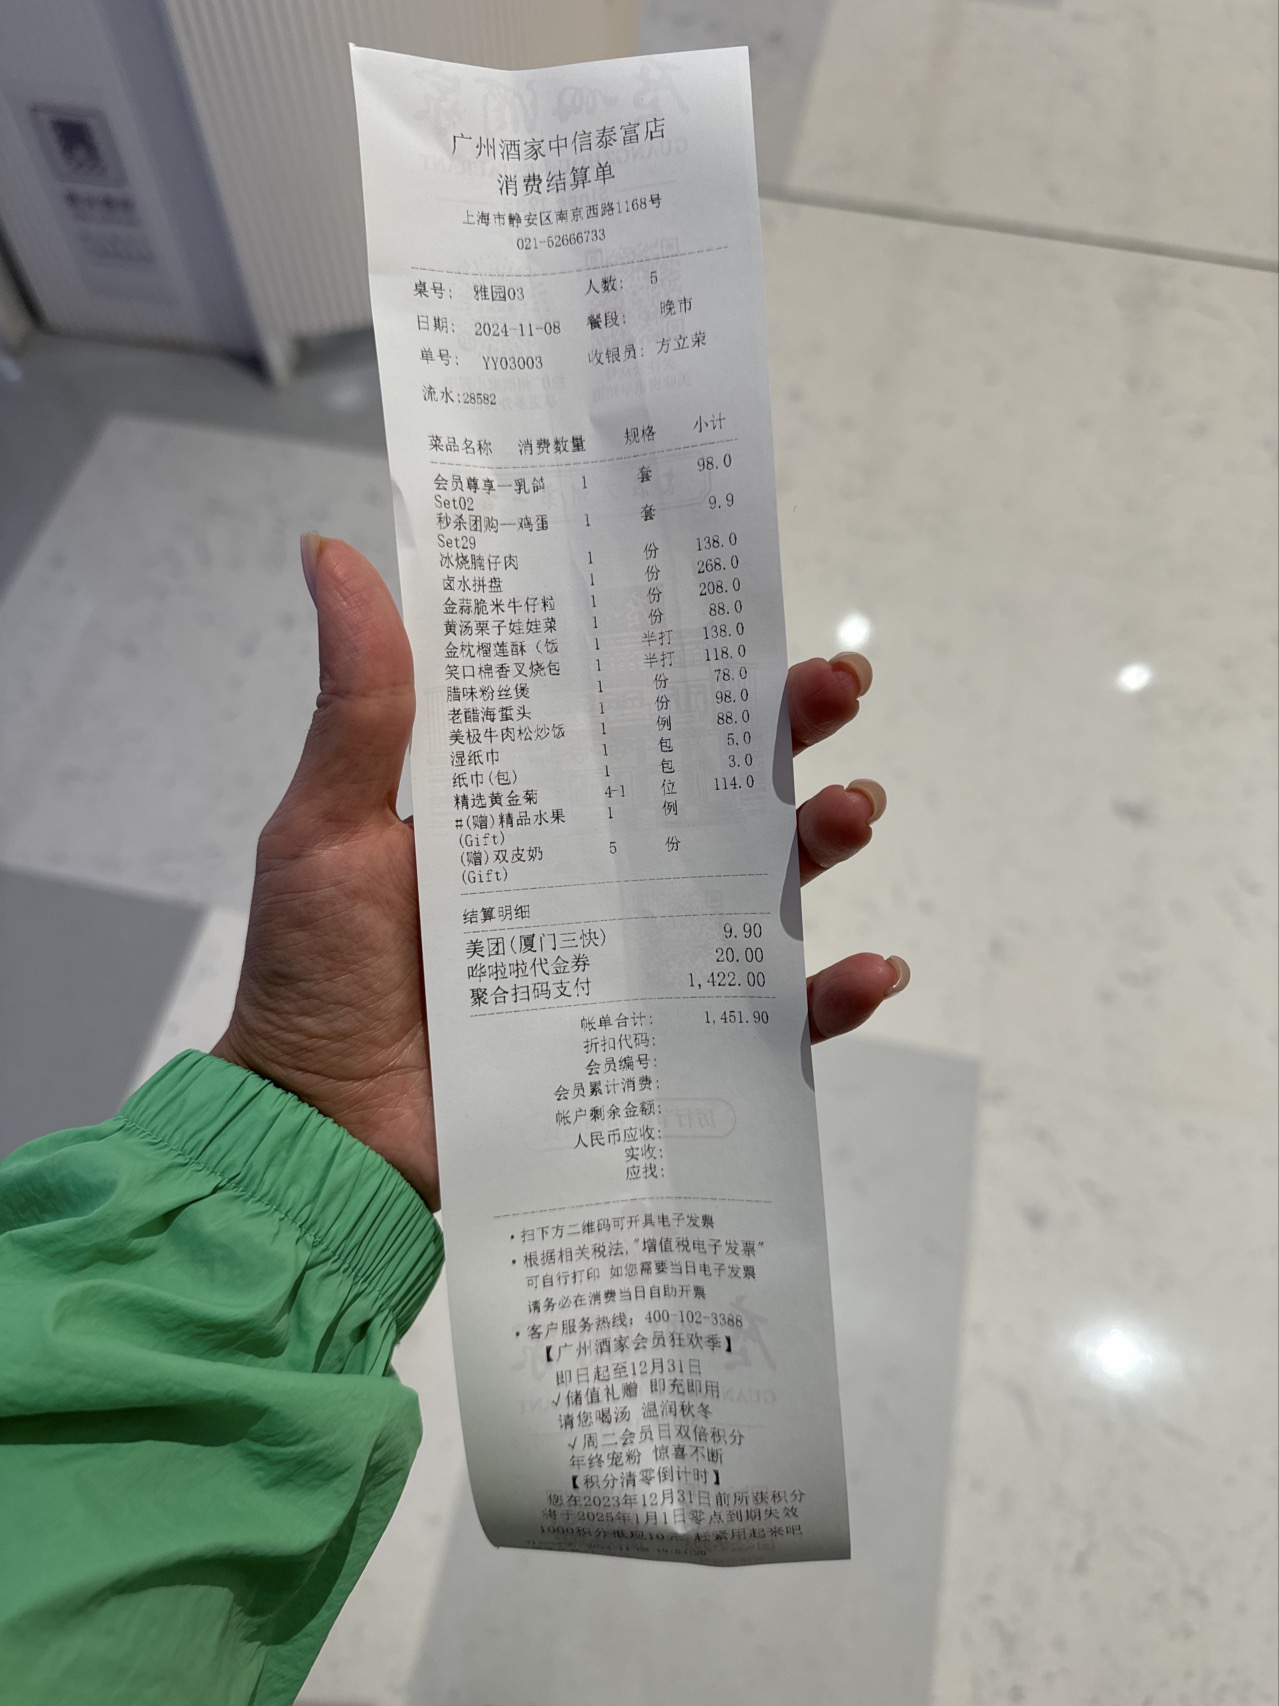 广州酒家中信泰富店
消费结算单
上海市静安区南京西路1168号
021-52666733
桌号: 雅园03 人数: 5
日期: 2024-11-08 餐段: 晚市
单号: YY03003 收银员: 方立荣
流水:28582
菜品名称 消费数量 规格 小计
会员尊享一乳鸽 1 套 98.0
Set02
秒杀团购一鸡蛋 1 套 9.9
Set29
冰烧腩仔肉 1 份 138.0
卤水拼盘 1 份 268.0
金蒜脆米牛仔粒 1 份 208.0
黄汤栗子娃娃菜 1 份 88.0
金枕榴莲酥(饭 1 半打 138.0
笑口棉香叉烧包 1 半打 118.0
腊味粉丝煲 1 份 78.0
老醋海蜇头 1 份 98.0
美极牛肉松炒饭 1 例 88.0
湿纸巾 1 包 5.0
纸巾(包) 1 包 3.0
精选黄金菊 4-1 位 114.0
#(赠)精品水果 1 例
(Gift)
(赠)双皮奶 5 份
(Gift)
结算明细
美团(厦门三快) 9.90
哗啦啦代金券 20.00
聚合扫码支付 1,422.00
帐单合计: 1,451.90
折扣代码:
会员编号:
会员累计消费:
帐户剩余金额:
人民币应收:
实收:
应找:
·扫下方二维码可开具电子发票
·根据相关税法,"增值税电子发票"
可自行打印 如您需要当日电子发票
请务必在消费当日自助开票
·客户服务热线: 400-102-3388
【广州酒家会员狂欢季】
即日起至12月31日
√储值礼赠 即充即用
请您喝汤 温润秋冬
√周二会员日双倍积分
年终宠粉 惊喜不断
【积分清零倒计时】
您在2023年12月31日前所获积分
将于2025年1月1日零点到期失效
1000积分抵应10元 赶紧用起来吧